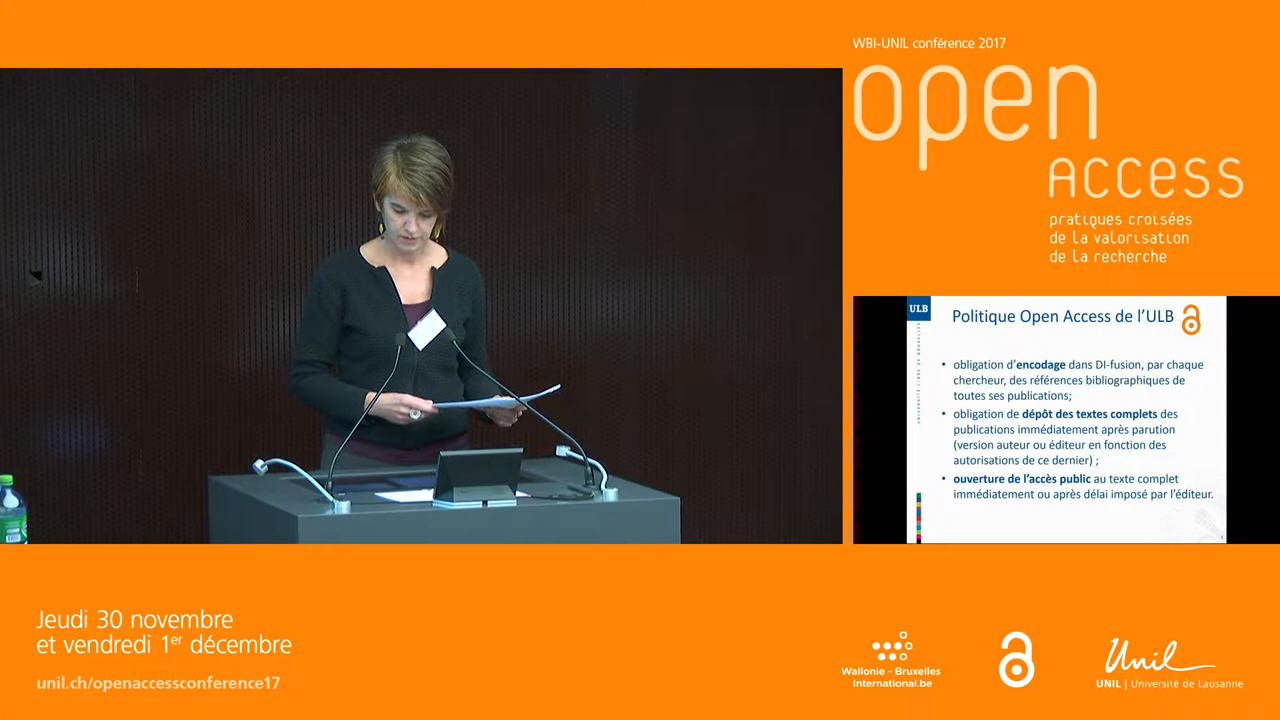 WBI-UNIL conférence 2017
open
access
pratiques croisées
de la valorisation
de la recherche
ULB
Politique Open Access de l'ULB
UNIVERSITÉ LIBRE DE BRUXELLES
• obligation d'encodage dans DI-fusion, par chaque
chercheur, des références bibliographiques de
toutes ses publications;
• obligation de dépôt des textes complets des
publications immédiatement après parution
(version auteur ou éditeur en fonction des
autorisations de ce dernier) ;
• ouverture de l'accès public au texte complet
immédiatement ou après délai imposé par l'éditeur.
Jeudi 30 novembre
et vendredi 1er décembre
unil.ch/openaccessconference17
Wallonie - Bruxelles
International.be
Unil
UNIL | Université de Lausanne